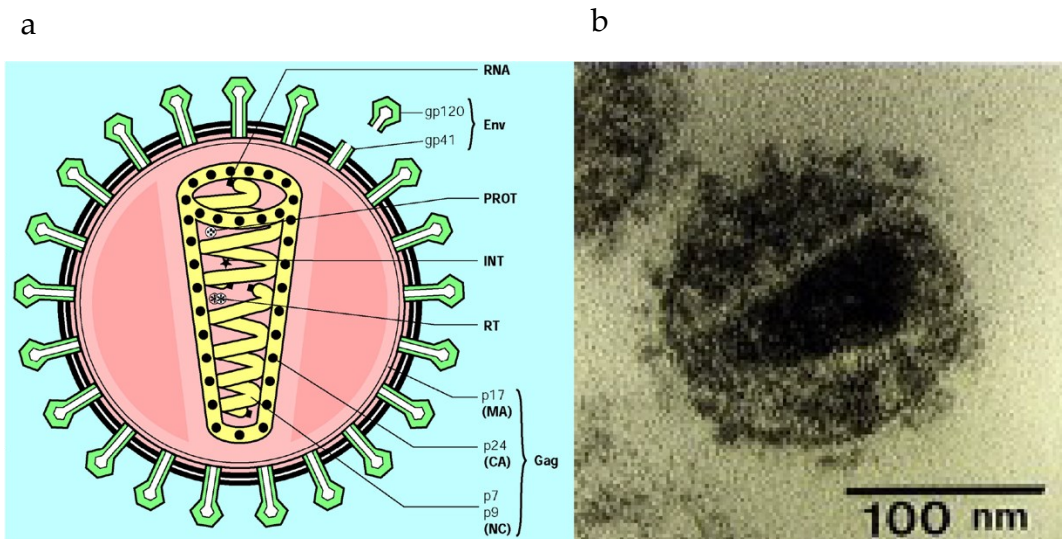 a
b
RNA
gp120
Env
gp41
PROT
INT
RT
p17
(MA)
p24
(CA)
Gag
p7
p9
(NC)
100 nm